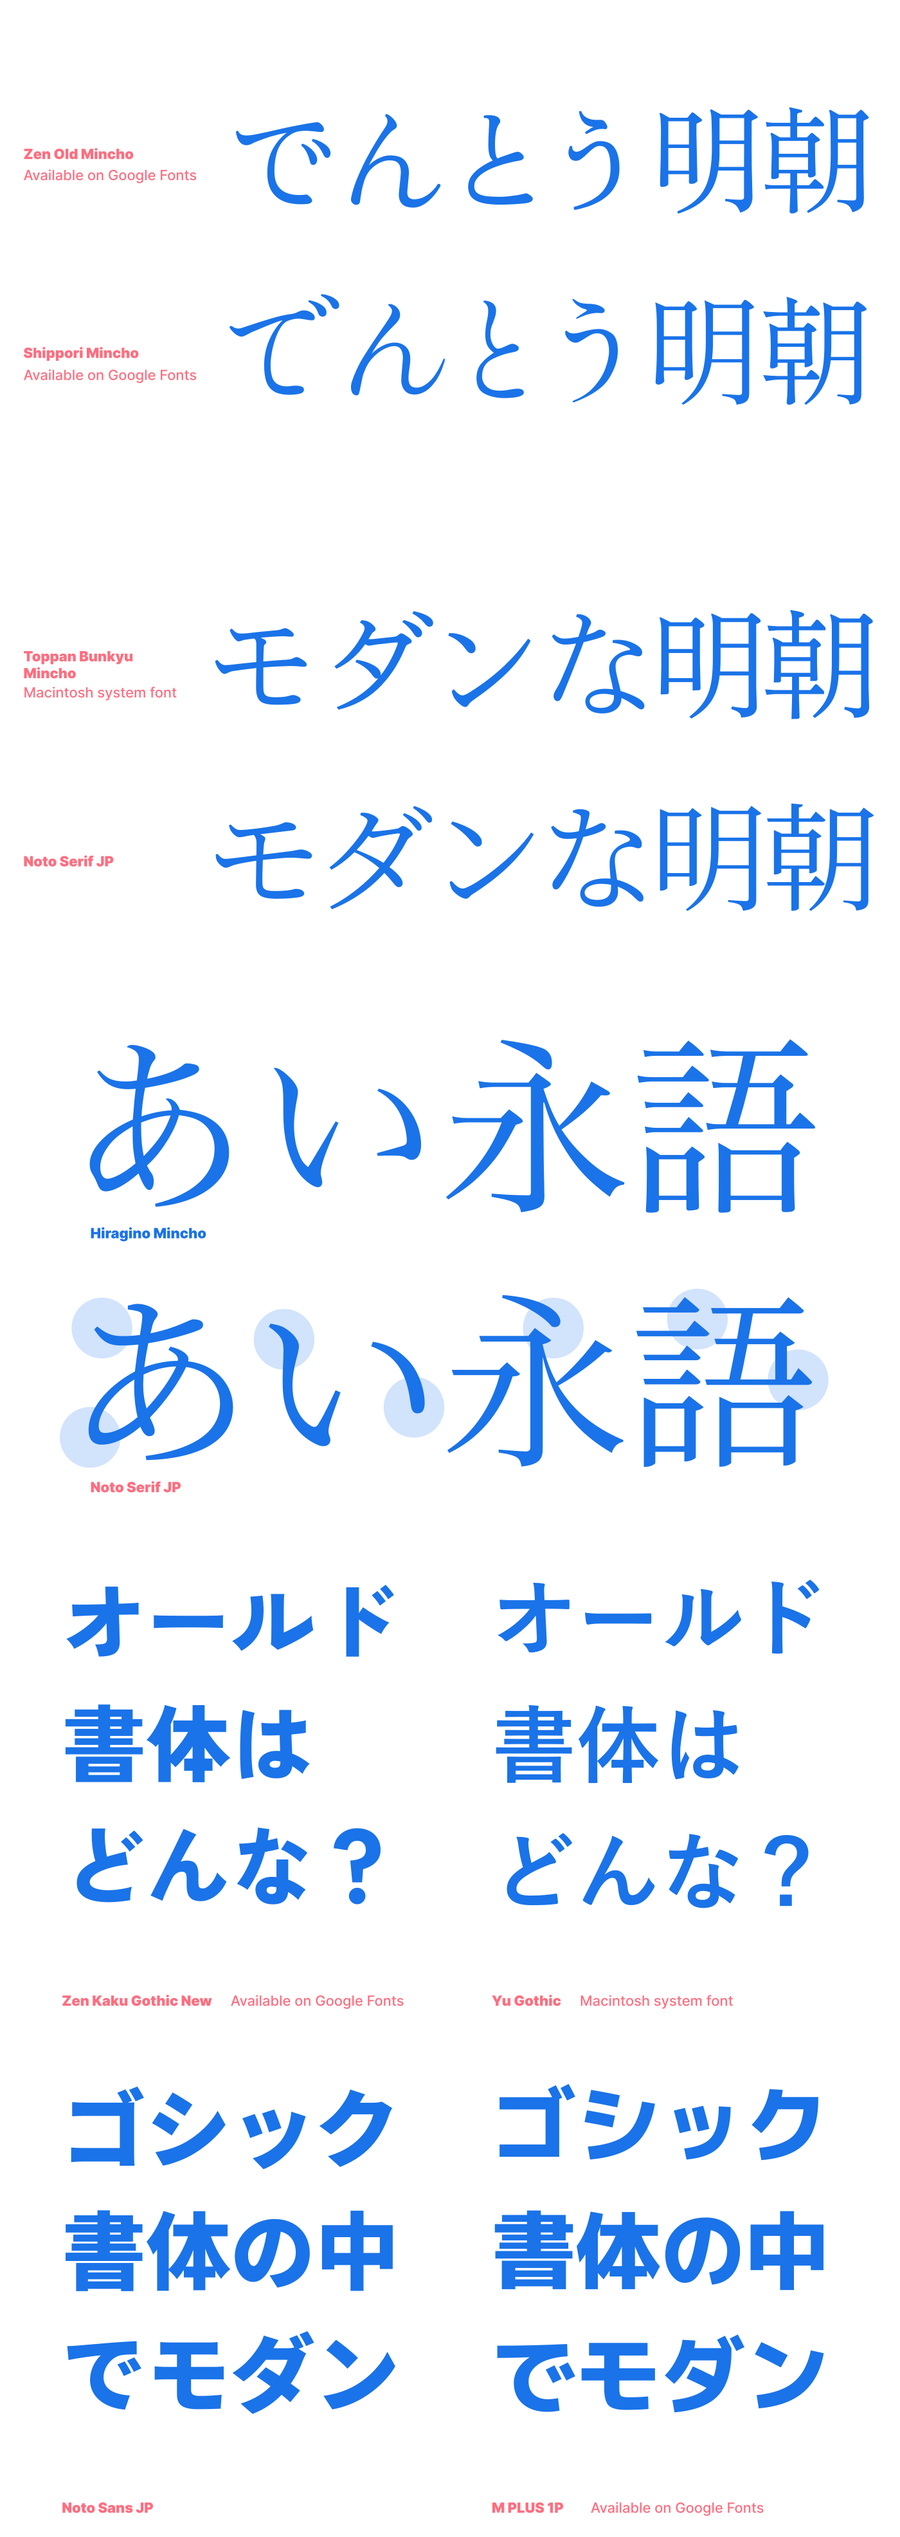 Zen Old Mincho
Available on Google Fonts
でんとう明朝
Shippori Mincho
Available on Google Fonts
でんとう明朝
Toppan Bunkyu
Mincho
Macintosh system font
モダンな明朝
Noto Serif JP
モダンな明朝
あい永語
Hiragino Mincho
あい永語
Noto Serif JP
オールド
書体は
どんな？
Zen Kaku Gothic New Available on Google Fonts
オールド
書体は
どんな？
Yu Gothic Macintosh system font
ゴシック
書体の中
でモダン
Noto Sans JP
ゴシック
書体の中
でモダン
M PLUS 1P Available on Google Fonts